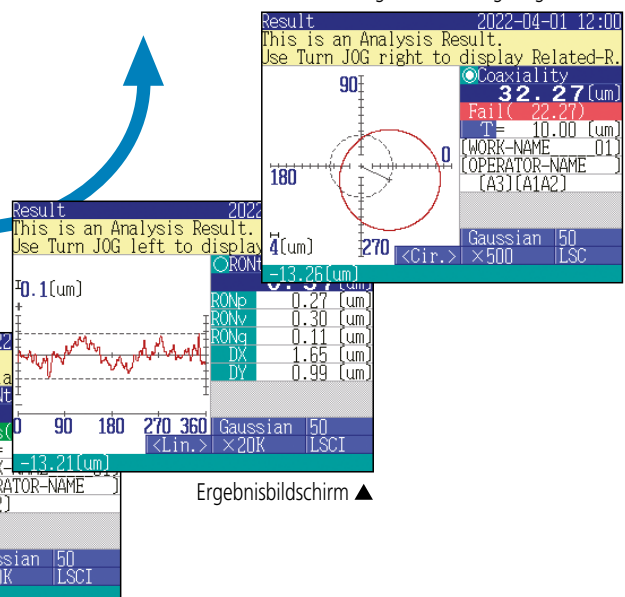 Result 2022-04-01 12:00
This is an Analysis Result.
Use Turn JOG right to display Related-R.
90
0
180
270
4[um]
Coaxiality
32.27[um]
Fail( 22.27)
T = 10.00 [um]
[WORK-NAME 01]
[OPERATOR-NAME ]
[A3][A1A2]
Gaussian 50
<Cir.> ×500 LSC
-13.26[um]
Result 2022
This is an Analysis Result.
Use Turn JOG left to display
0.1[um]
RONt
[um]
RONp 0.27 [um]
RONv 0.30 [um]
RONq 0.11 [um]
DX 1.65 [um]
DY 0.99 [um]
0 90 180 270 360
Gaussian 50
<Lin.> ×20K LSCI
-13.21[um]
RATOR-NAME ]
ssian 50
K LSCI
Ergebnisbildschirm ▲